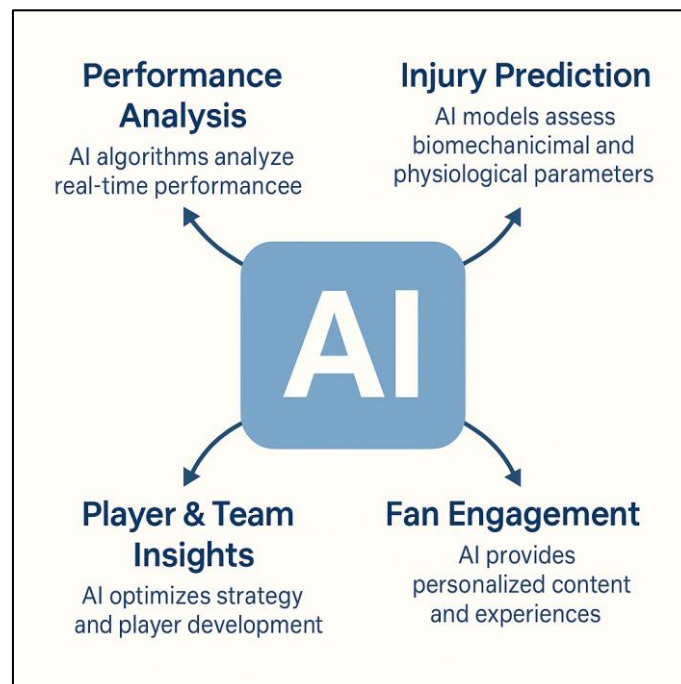 Performance
Analysis
AI algorithms analyze
real-time performancee
Injury Prediction
AI models assess
biomechanicimal and
physiological parameters
AI
Player & Team
Insights
AI optimizes strategy
and player development
Fan Engagement
AI provides
personalized content
and experiences